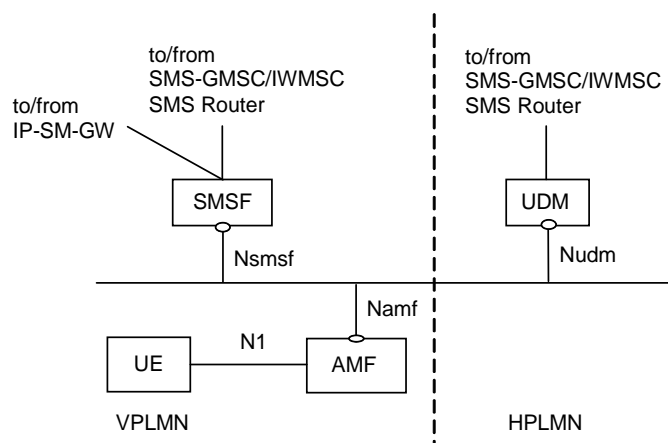 to/from
SMS-GMSC/IWMSC
SMS Router
to/from
SMS-GMSC/IWMSC
SMS Router
to/from
IP-SM-GW
SMSF
UDM
Nsmsf
Nudm
Namf
N1
UE
AMF
VPLMN
HPLMN